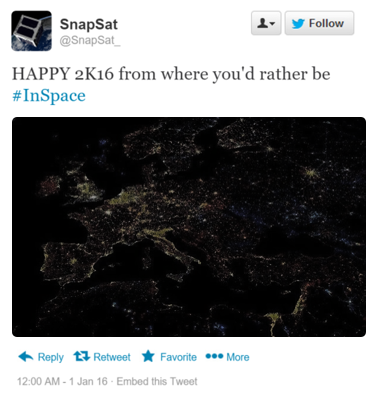 SnapSat
@SnapSat_
Follow
HAPPY 2K16 from where you'd rather be
#InSpace
Reply Retweet Favorite More
12:00 AM - 1 Jan 16 · Embed this Tweet